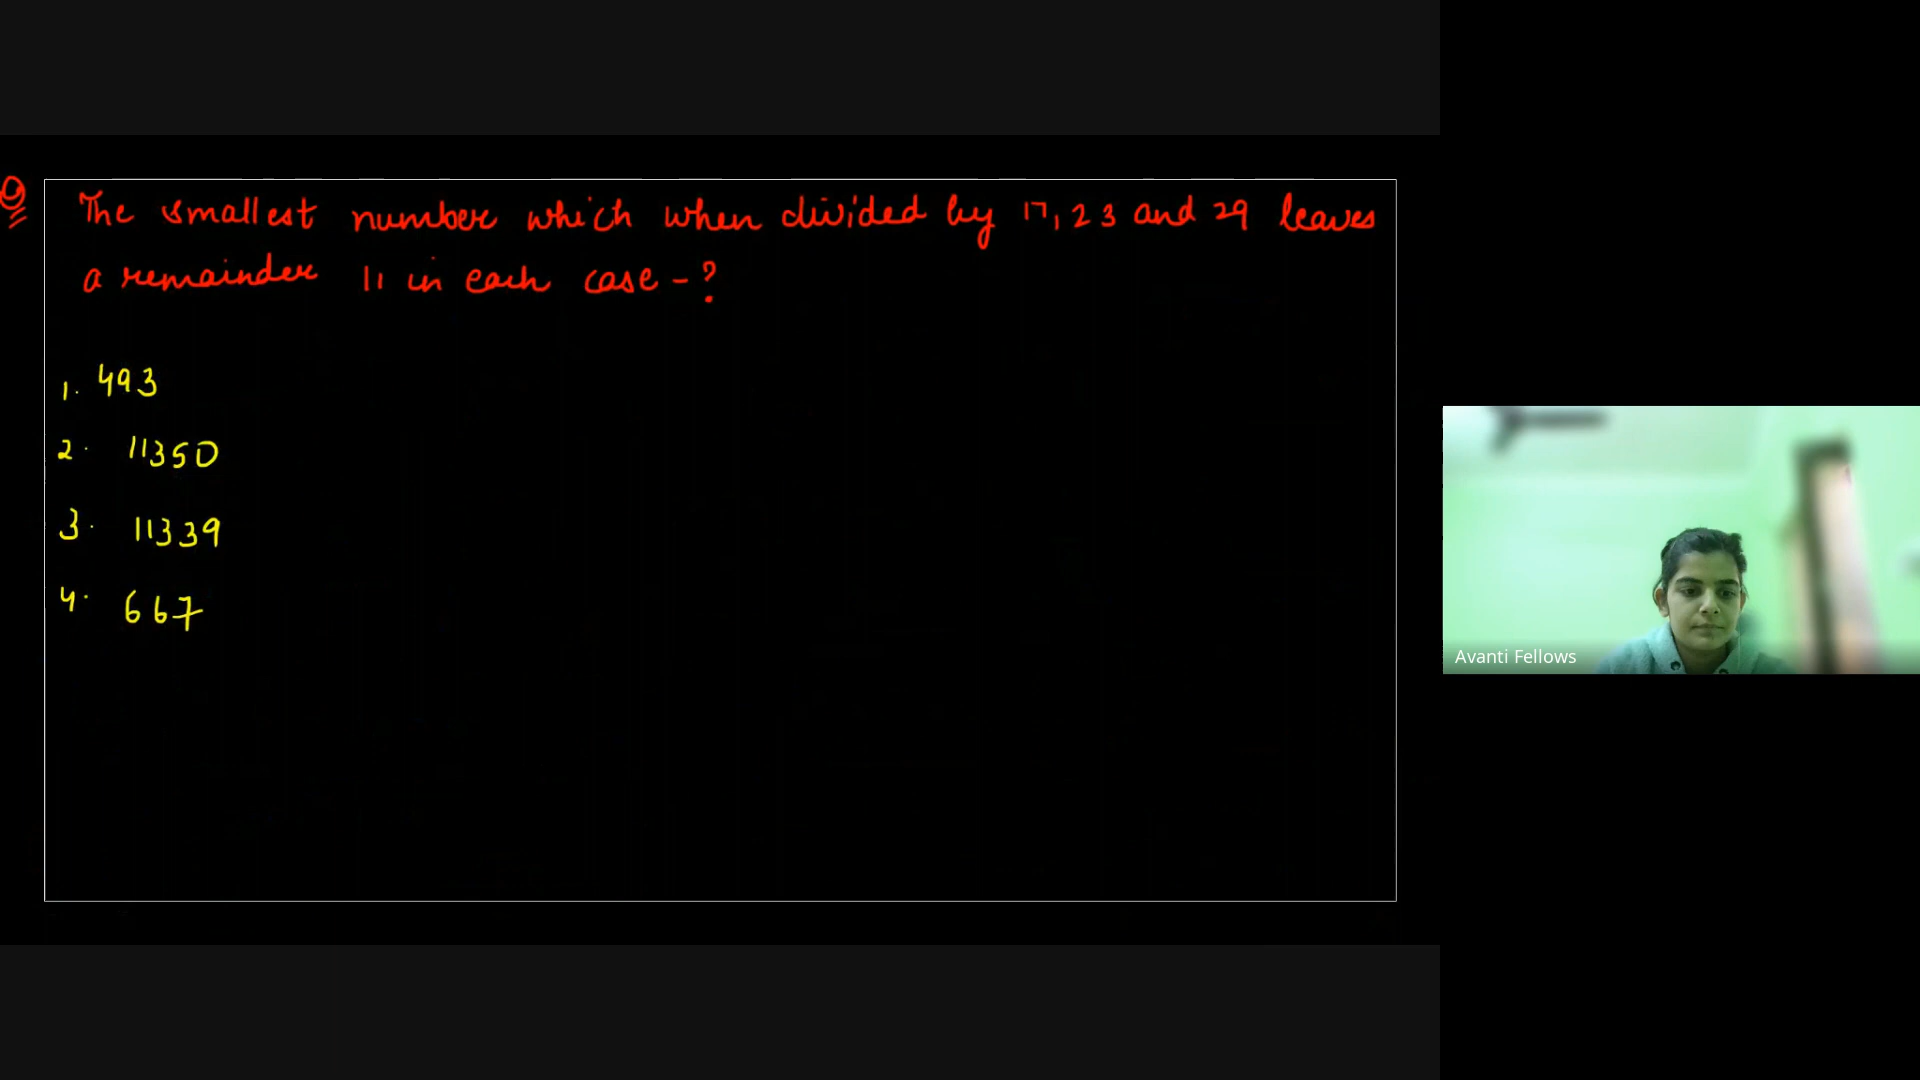 Q The smallest number which when divided by 17, 23 and 29 leaves
a remainder 11 in each case - ?
1. 493
2. 11350
3. 11339
4. 667
Avanti Fellows